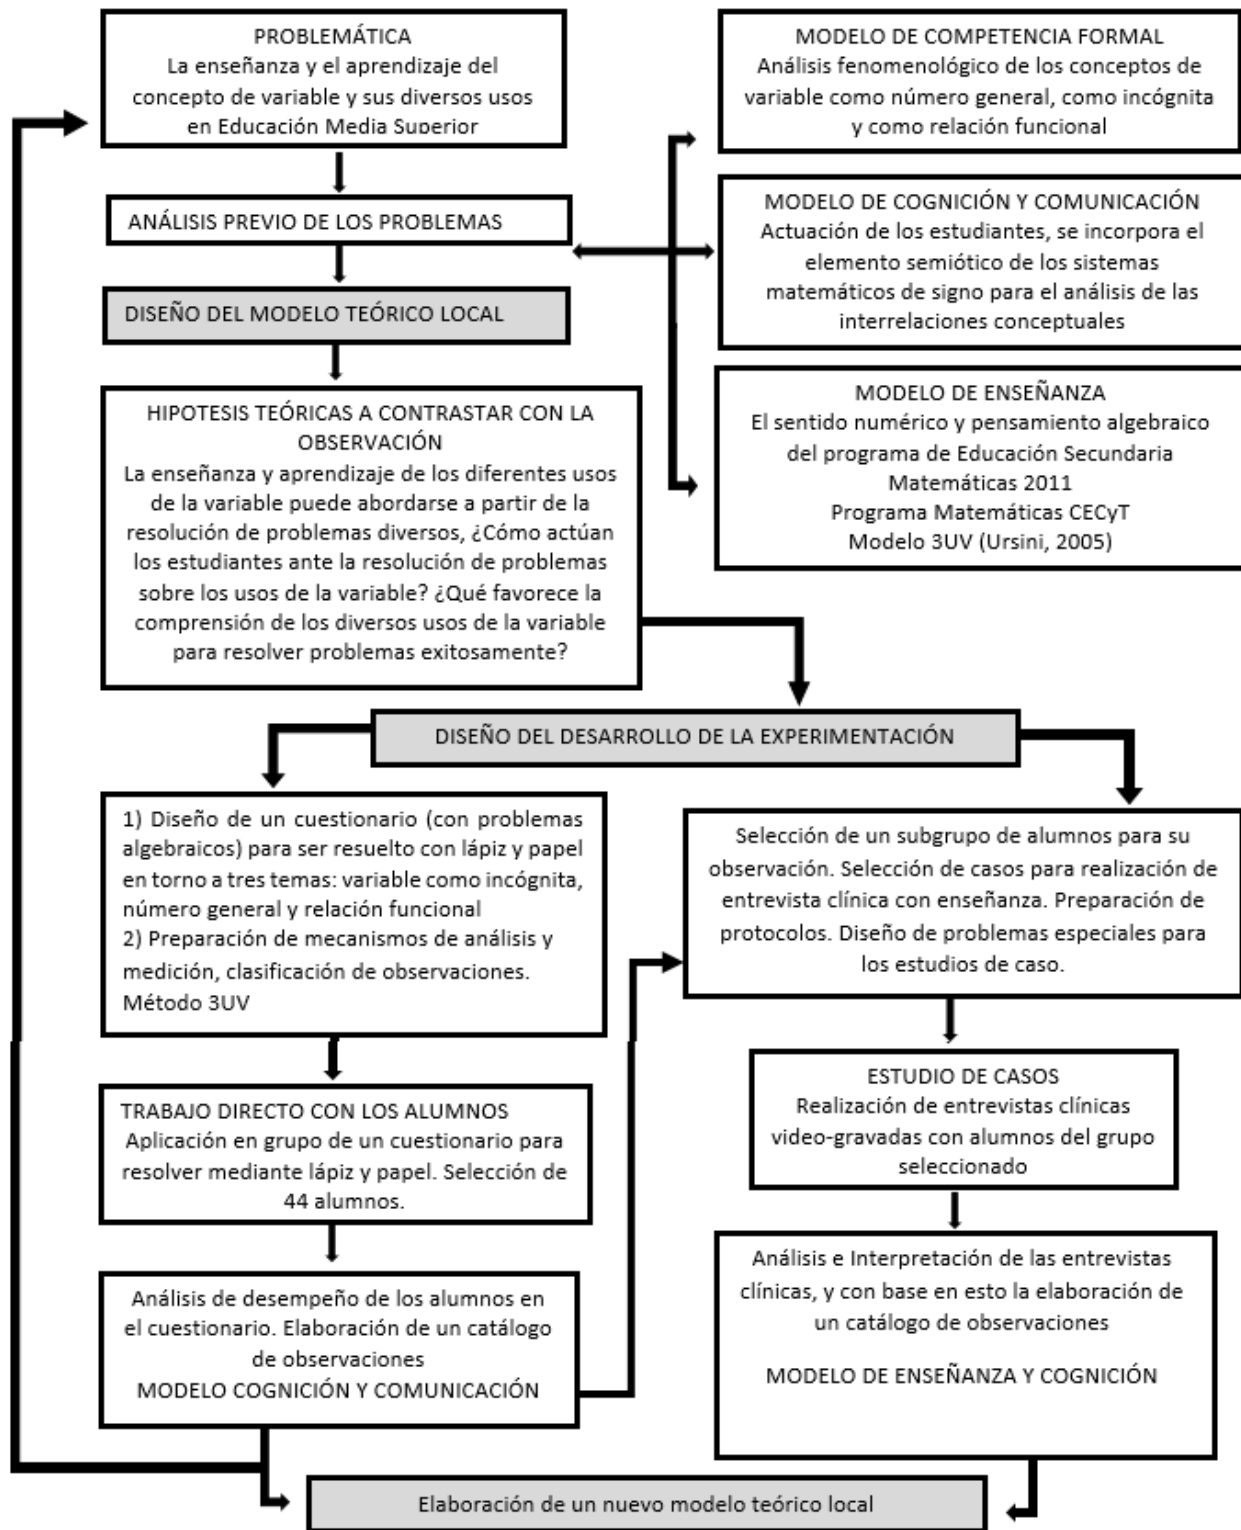 PROBLEMÁTICA
La enseñanza y el aprendizaje del
concepto de variable y sus diversos usos
en Educación Media Superior
ANÁLISIS PREVIO DE LOS PROBLEMAS
DISEÑO DEL MODELO TEÓRICO LOCAL
MODELO DE COMPETENCIA FORMAL
Análisis fenomenológico de los conceptos de
variable como número general, como incógnita
y como relación funcional
MODELO DE COGNICIÓN Y COMUNICACIÓN
Actuación de los estudiantes, se incorpora el
elemento semiótico de los sistemas
matemáticos de signo para el análisis de las
interrelaciones conceptuales
MODELO DE ENSEÑANZA
El sentido numérico y pensamiento algebraico
del programa de Educación Secundaria
Matemáticas 2011
Programa Matemáticas CECyT
Modelo 3UV (Ursini, 2005)
HIPOTESIS TEÓRICAS A CONTRASTAR CON LA
OBSERVACIÓN
La enseñanza y aprendizaje de los diferentes usos
de la variable puede abordarse a partir de la
resolución de problemas diversos, ¿Cómo actúan
los estudiantes ante la resolución de problemas
sobre los usos de la variable? ¿Qué favorece la
comprensión de los diversos usos de la variable
para resolver problemas exitosamente?
DISEÑO DEL DESARROLLO DE LA EXPERIMENTACIÓN
1) Diseño de un cuestionario (con problemas
algebraicos) para ser resuelto con lápiz y papel
en torno a tres temas: variable como incógnita,
número general y relación funcional
2) Preparación de mecanismos de análisis y
medición, clasificación de observaciones.
Método 3UV
TRABAJO DIRECTO CON LOS ALUMNOS
Aplicación en grupo de un cuestionario para
resolver mediante lápiz y papel. Selección de
44 alumnos.
Análisis de desempeño de los alumnos en
el cuestionario. Elaboración de un catálogo
de observaciones
MODELO COGNICIÓN Y COMUNICACIÓN
Selección de un subgrupo de alumnos para su
observación. Selección de casos para realización de
entrevista clínica con enseñanza. Preparación de
protocolos. Diseño de problemas especiales para
los estudios de caso.
ESTUDIO DE CASOS
Realización de entrevistas clínicas
video-gravadas con alumnos del grupo
seleccionado
Análisis e Interpretación de las entrevistas
clínicas, y con base en esto la elaboración de
un catálogo de observaciones
MODELO DE ENSEÑANZA Y COGNICIÓN
Elaboración de un nuevo modelo teórico local